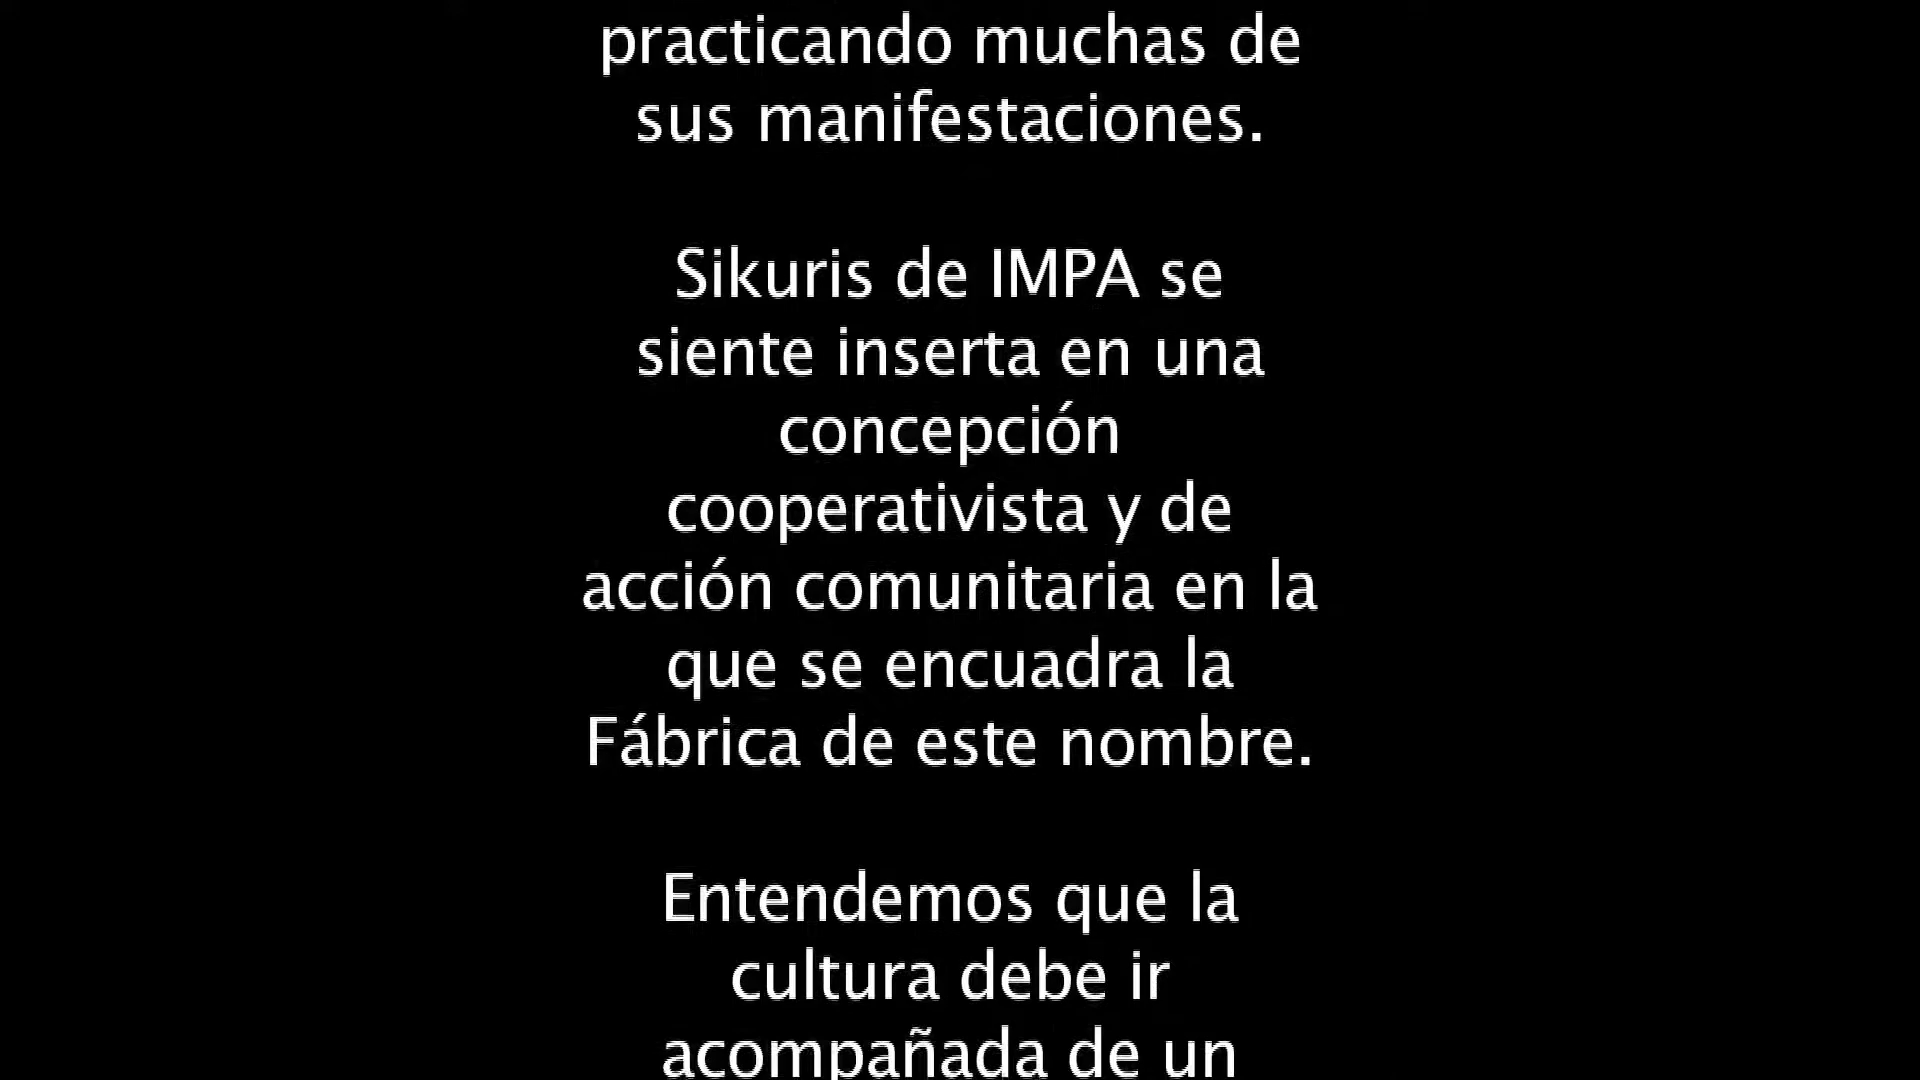 practicando muchas de
sus manifestaciones.
Sikuris de IMPA se
siente inserta en una
concepción
cooperativista y de
acción comunitaria en la
que se encuadra la
Fábrica de este nombre.
Entendemos que la
cultura debe ir
acompañada de un